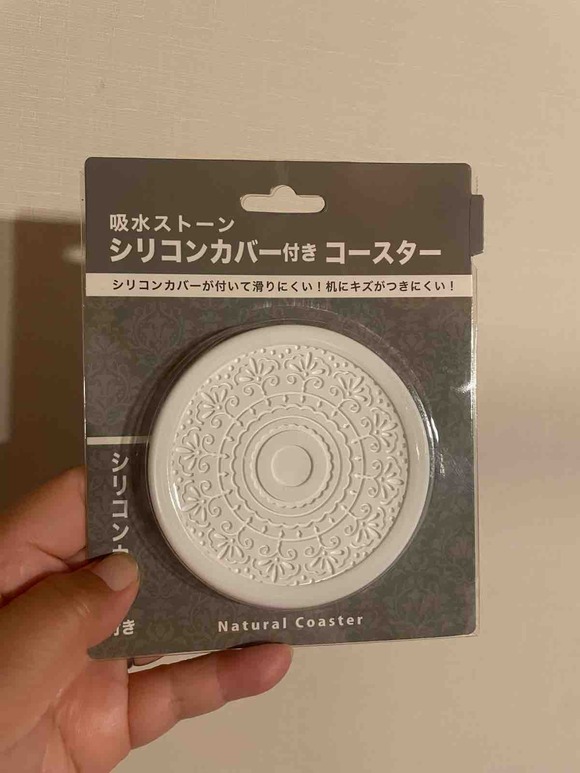 吸水ストーン
シリコンカバー付き コースター
シリコンカバーが付いて滑りにくい！机にキズがつきにくい！
シリコンカ
付き
Natural Coaster